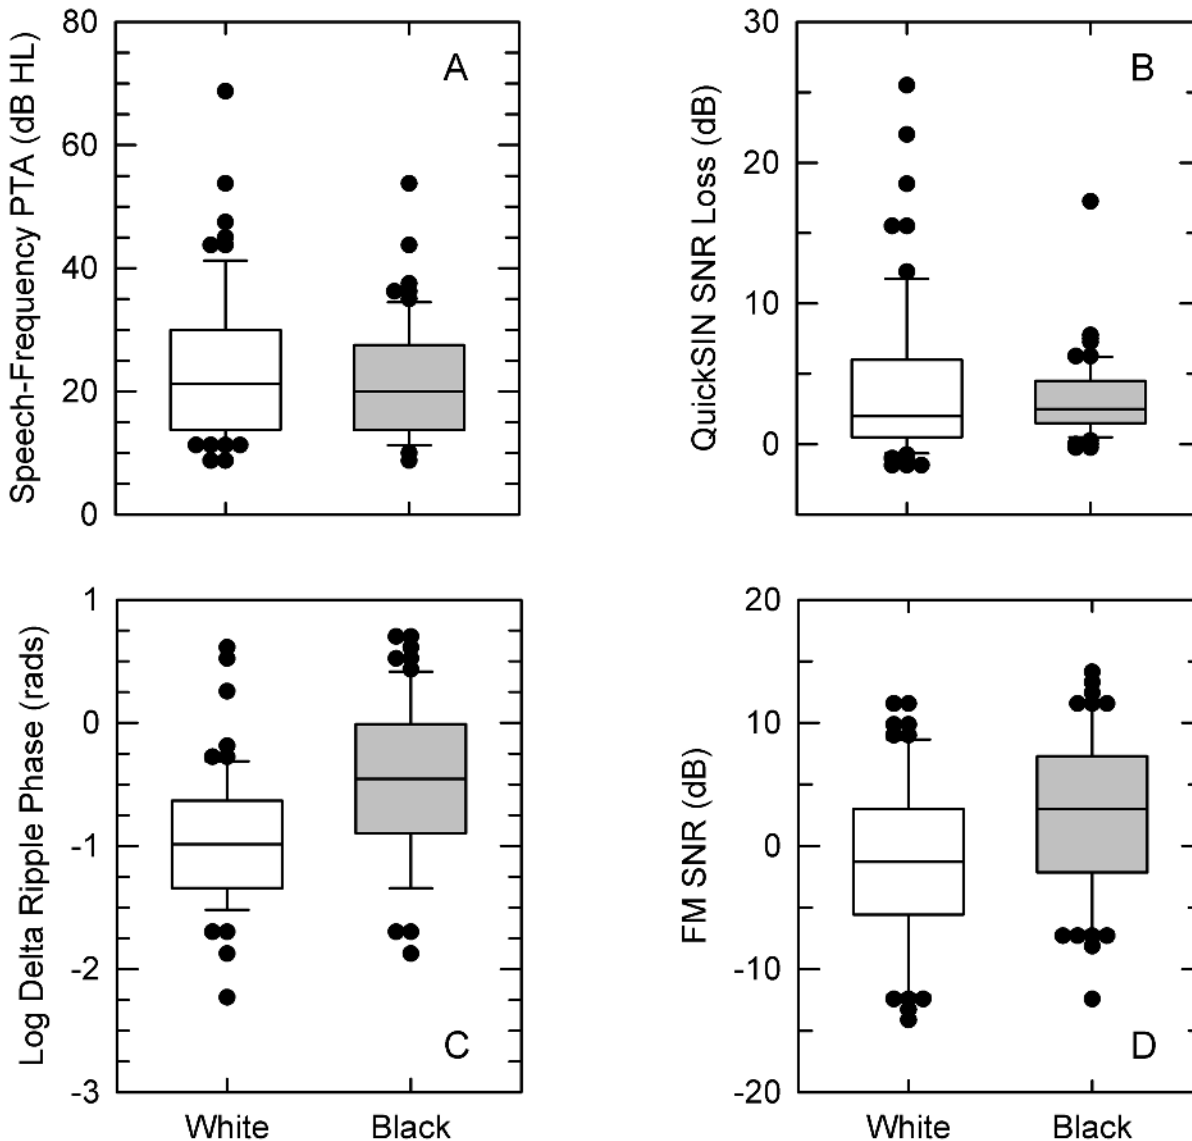 Speech-Frequency PTA (dB HL)
80
60
40
20
0
A
QuickSIN SNR Loss (dB)
30
20
10
0
B
Log Delta Ripple Phase (rads)
1
0
-1
-2
-3
C
White
Black
FM SNR (dB)
20
10
0
-10
-20
D
White
Black